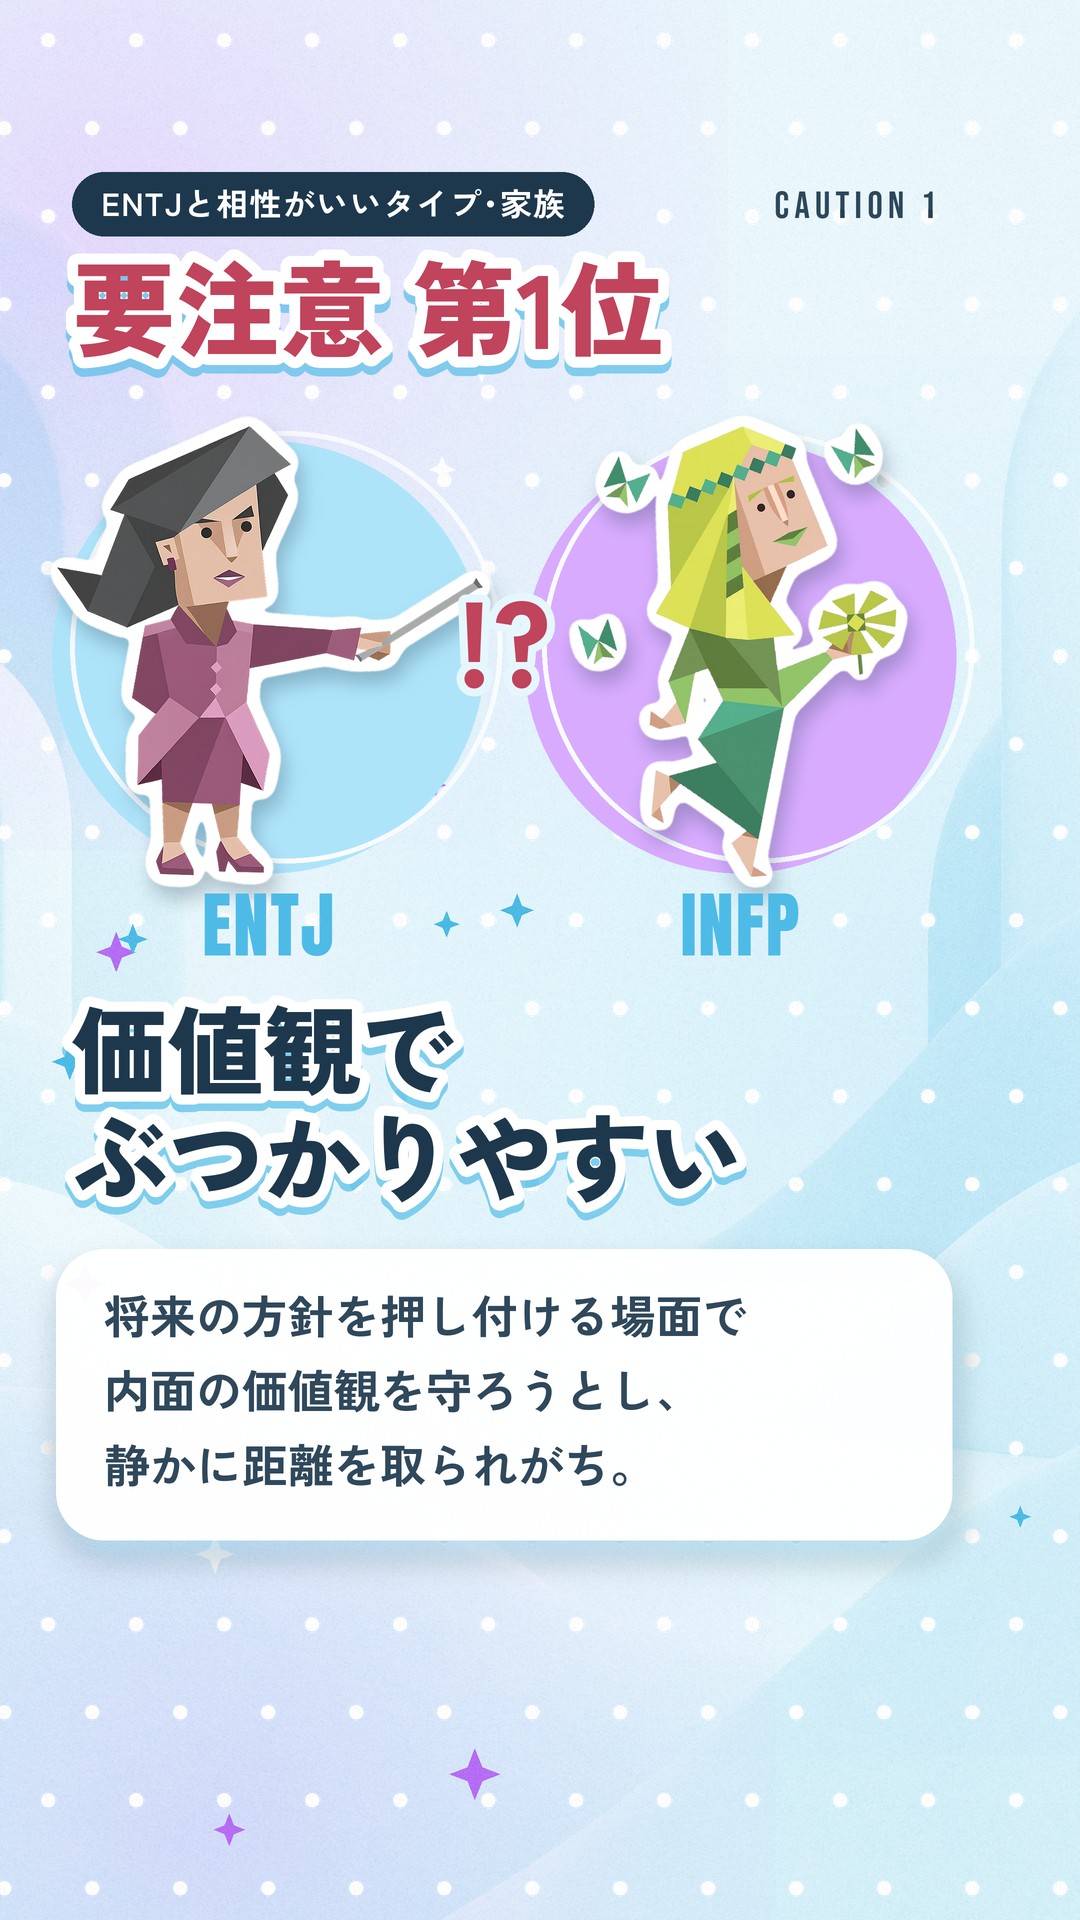 ENTJと相性がいいタイプ・家族
CAUTION 1
要注意 第1位
!?
ENTJ
INFP
価値観で
ぶつかりやすい
将来の方針を押し付ける場面で
内面の価値観を守ろうとし、
静かに距離を取られがち。